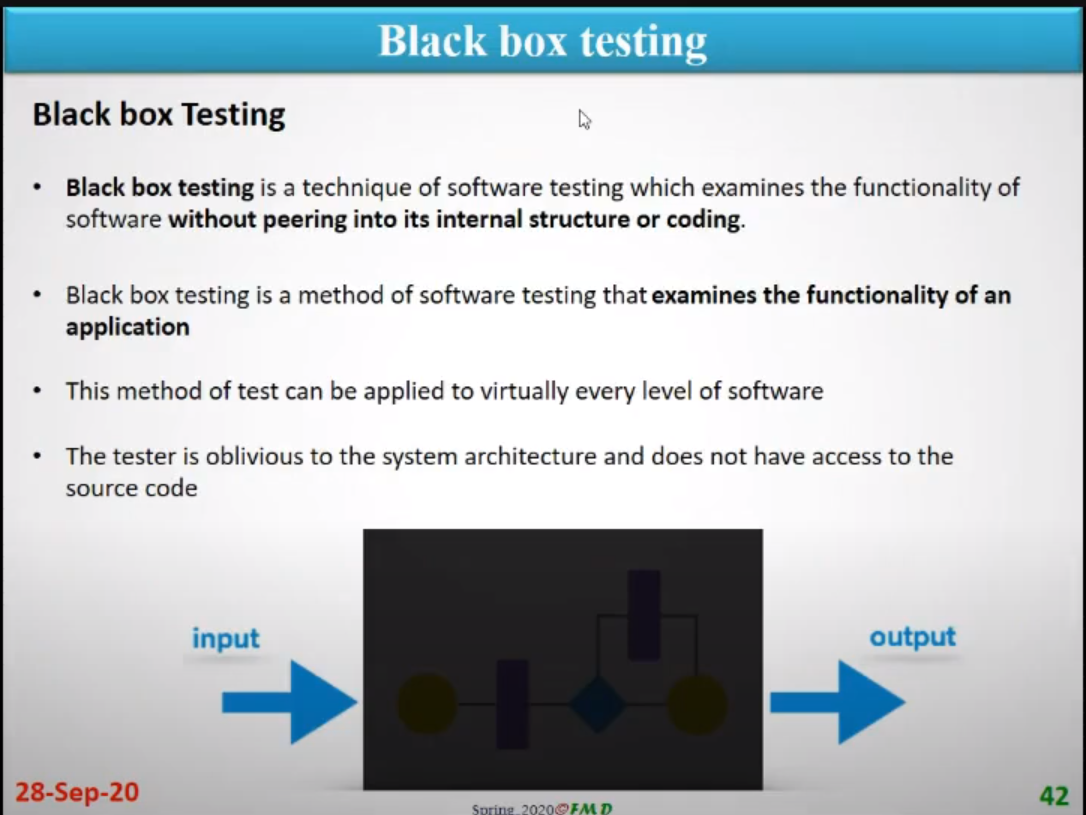 Black box testing
Black box Testing
• Black box testing is a technique of software testing which examines the functionality of
software without peering into its internal structure or coding.
• Black box testing is a method of software testing that examines the functionality of an
application
• This method of test can be applied to virtually every level of software
• The tester is oblivious to the system architecture and does not have access to the
source code
input
output
28-Sep-20
Spring_2020©FMD
42